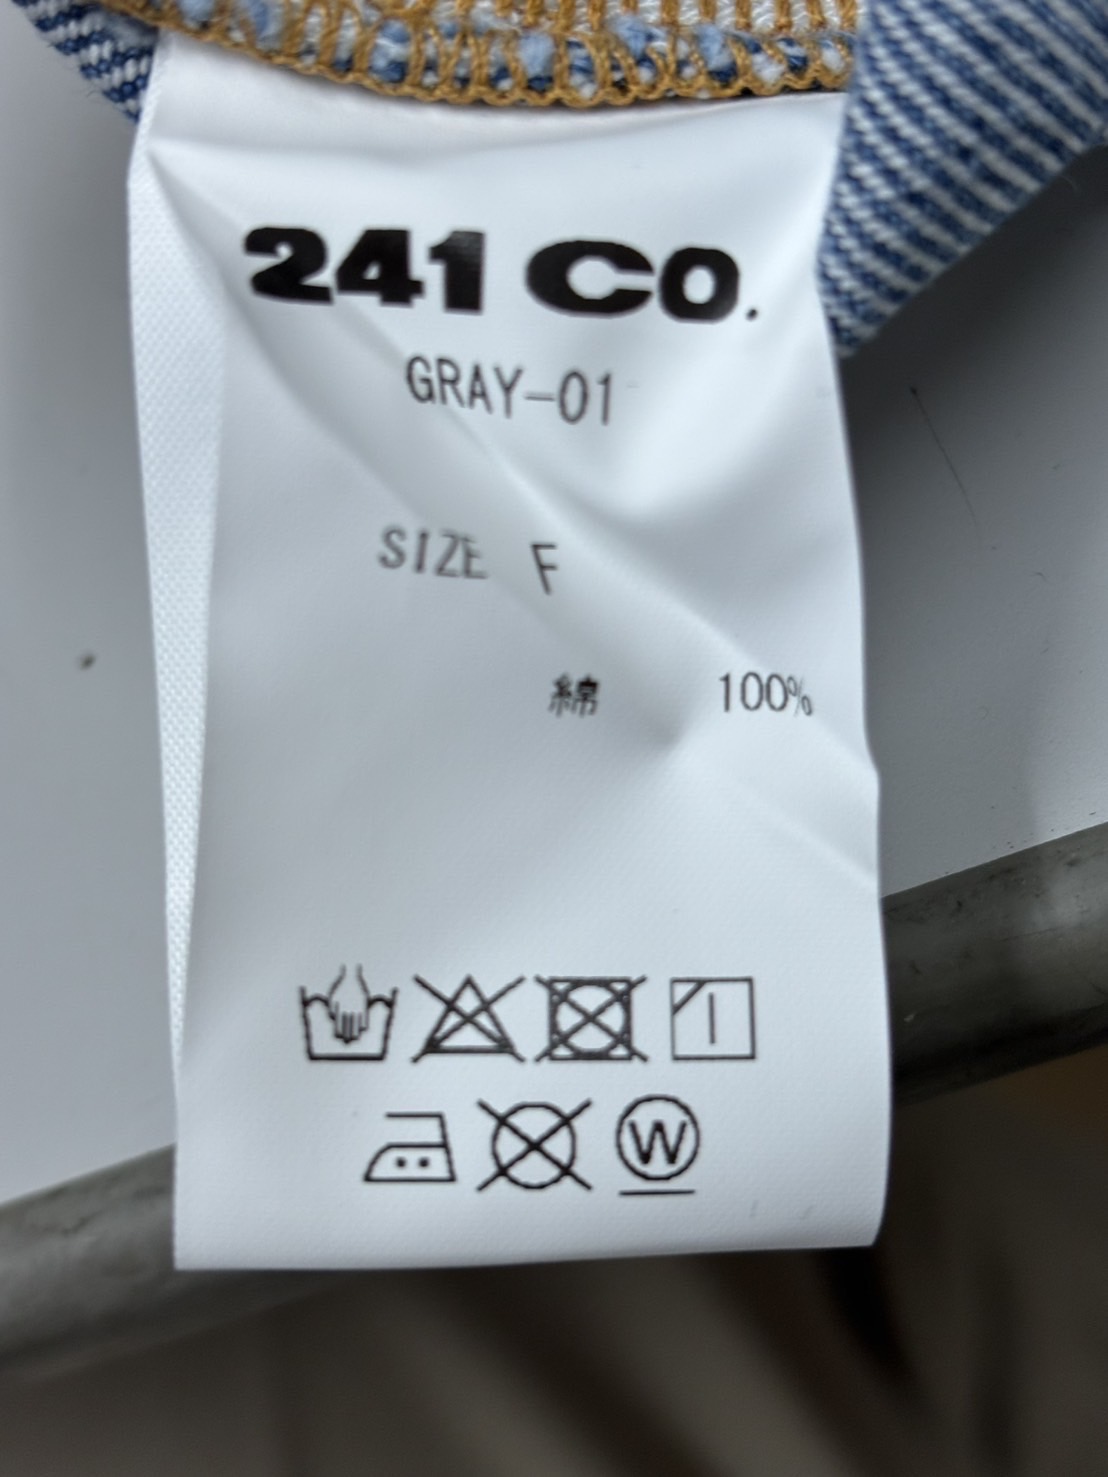 241 CO.
GRAY-01
SIZE F
綿 100%
W